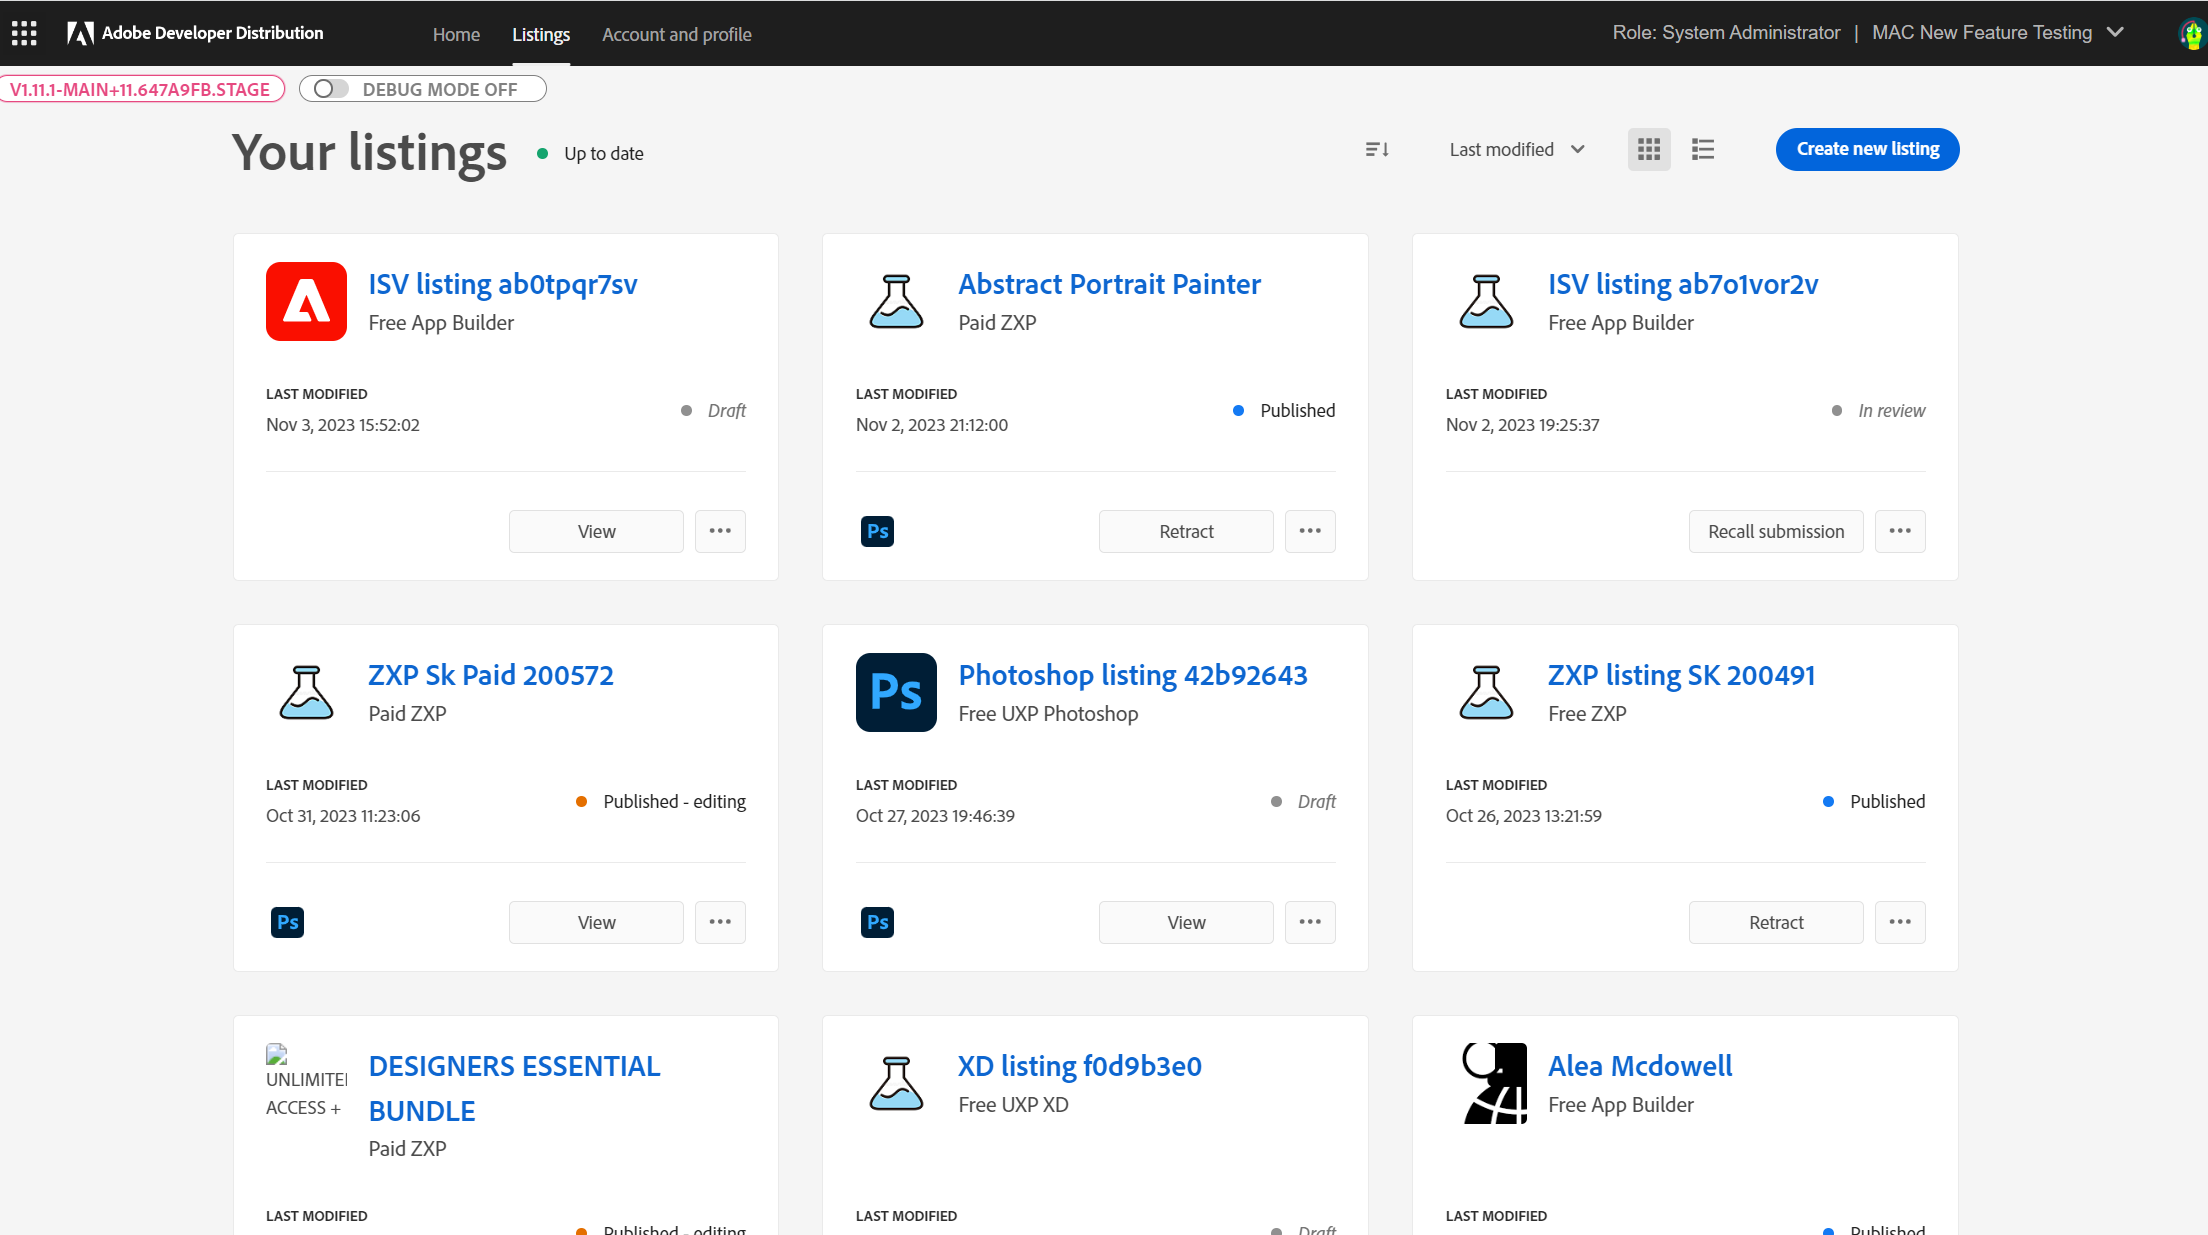 Adobe Developer Distribution
Home
Listings
Account and profile
Role: System Administrator | MAC New Feature Testing
V1.11.1-MAIN+11.647A9FB.STAGE
DEBUG MODE OFF
Your listings
Up to date
Last modified
Create new listing
ISV listing ab0tpqr7sv
Free App Builder
LAST MODIFIED
Nov 3, 2023 15:52:02
Draft
View
Abstract Portrait Painter
Paid ZXP
LAST MODIFIED
Nov 2, 2023 21:12:00
Published
Ps
Retract
ISV listing ab7o1vor2v
Free App Builder
LAST MODIFIED
Nov 2, 2023 19:25:37
In review
Recall submission
ZXP Sk Paid 200572
Paid ZXP
LAST MODIFIED
Oct 31, 2023 11:23:06
Published - editing
Ps
View
Ps
Photoshop listing 42b92643
Free UXP Photoshop
LAST MODIFIED
Oct 27, 2023 19:46:39
Draft
Ps
View
ZXP listing SK 200491
Free ZXP
LAST MODIFIED
Oct 26, 2023 13:21:59
Published
Retract
UNLIMITE
ACCESS +
DESIGNERS ESSENTIAL
BUNDLE
Paid ZXP
LAST MODIFIED
Published - editing
XD listing f0d9b3e0
Free UXP XD
LAST MODIFIED
Draft
Alea Mcdowell
Free App Builder
LAST MODIFIED
Published